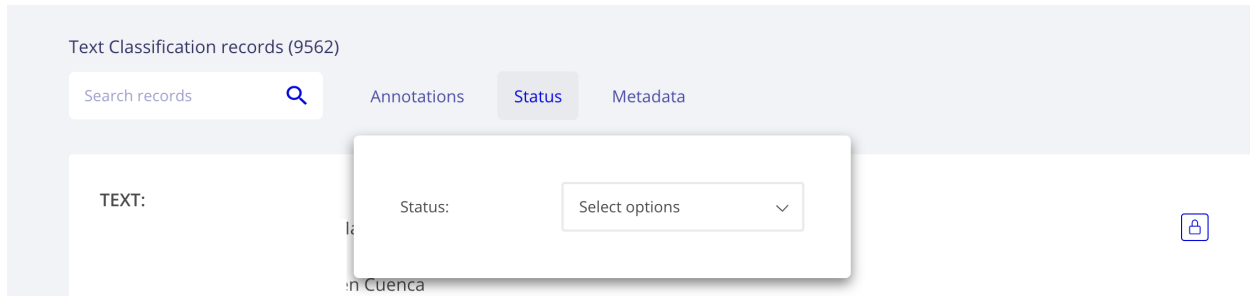 Text Classification records (9562)
Search records
Annotations
Status
Metadata
Status:
Select options
TEXT:
en Cuenca